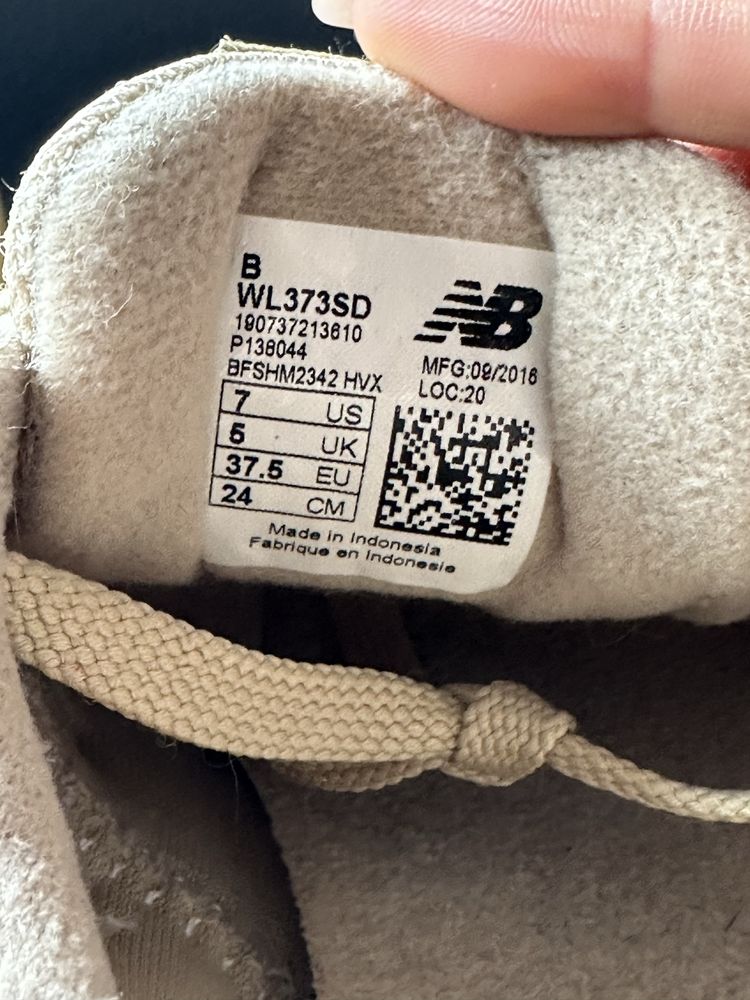 B
WL373SD
190737213610
P138044
BFSHM2342 HVX
7 US
5 UK
37.5 EU
24 CM
NB
MFG:09/2016
LOC:20
Made in Indonesia
Fabrique en Indonesie